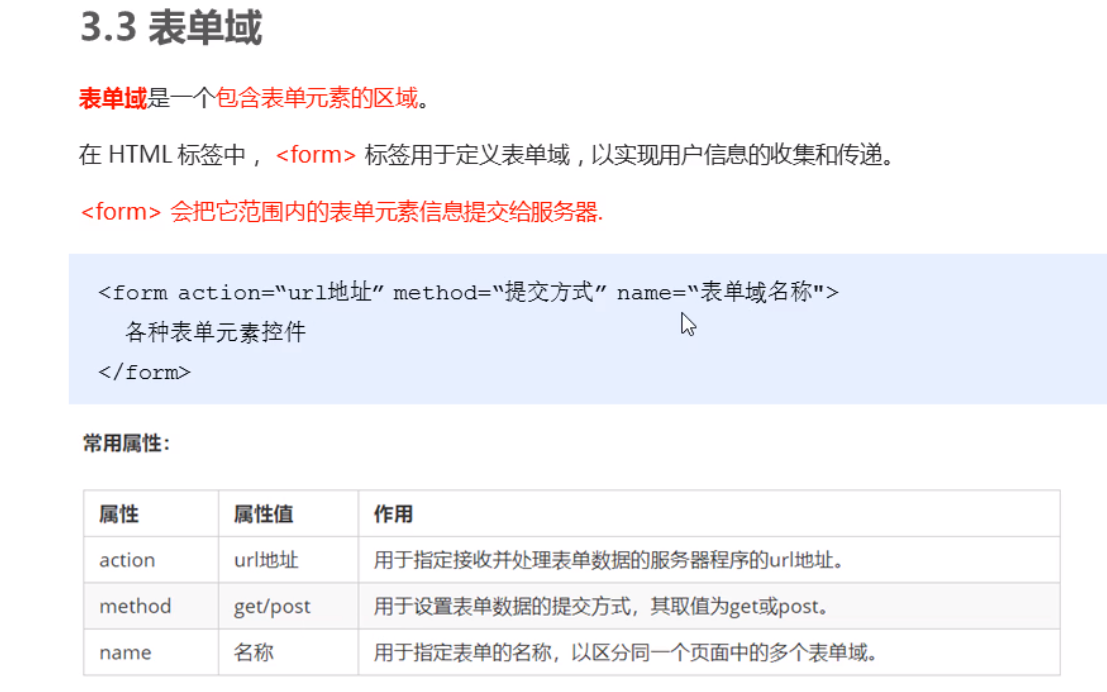 3.3 表单域
表单域是一个包含表单元素的区域。
在 HTML 标签中， <form> 标签用于定义表单域，以实现用户信息的收集和传递。
<form> 会把它范围内的表单元素信息提交给服务器.
<form action=“url地址” method=“提交方式” name=“表单域名称">
各种表单元素控件
</form>
常用属性：
属性 属性值 作用
action url地址 用于指定接收并处理表单数据的服务器程序的url地址。
method get/post 用于设置表单数据的提交方式，其取值为get或post。
name 名称 用于指定表单的名称，以区分同一个页面中的多个表单域。